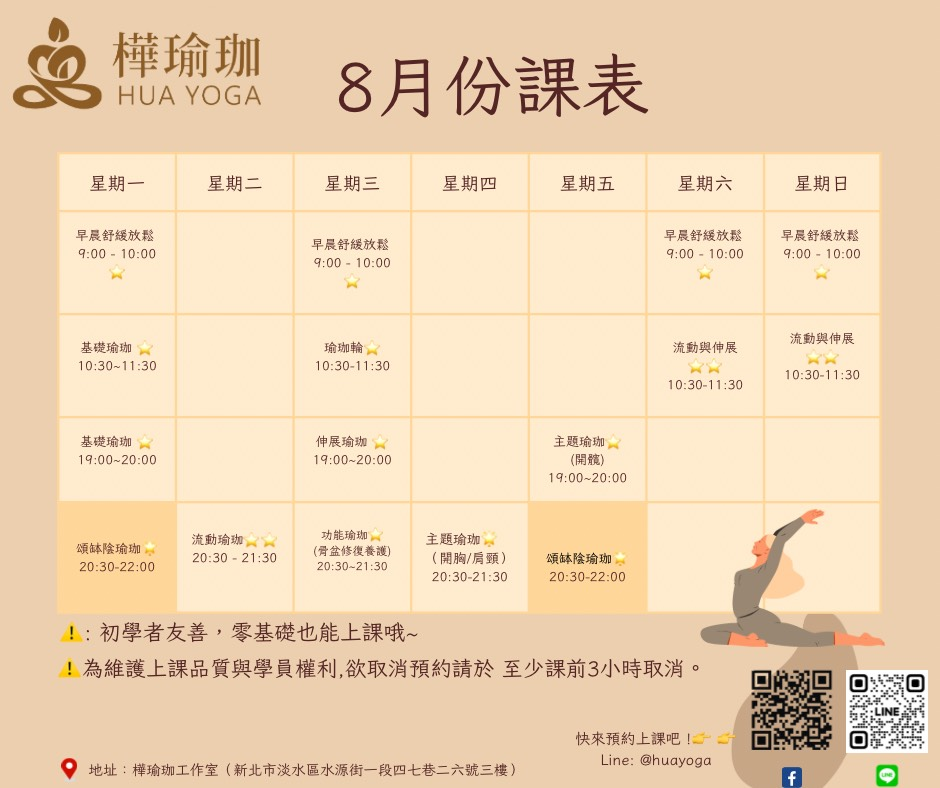 樺瑜珈
HUA YOGA
8月份課表
星期一 星期二 星期三 星期四 星期五 星期六 星期日
早晨舒緩放鬆
9:00 - 10:00
早晨舒緩放鬆
9:00 - 10:00
早晨舒緩放鬆
9:00 - 10:00
早晨舒緩放鬆
9:00 - 10:00
基礎瑜珈⭐
10:30~11:30
瑜珈輪⭐
10:30-11:30
流動與伸展
⭐⭐
10:30-11:30
流動與伸展
⭐⭐
10:30-11:30
基礎瑜珈⭐
19:00~20:00
伸展瑜珈⭐
19:00~20:00
主題瑜珈⭐
(開髖)
19:00~20:00
頌缽陰瑜珈🌟
20:30-22:00
流動瑜珈⭐⭐
20:30 - 21:30
功能瑜珈⭐
(骨盆修復養護)
20:30~21:30
主題瑜珈🌟
（開胸/肩頸）
20:30-21:30
頌缽陰瑜珈🌟
20:30-22:00
⚠️: 初學者友善，零基礎也能上課哦~
⚠️為維護上課品質與學員權利,欲取消預約請於 至少課前3小時取消。
快來預約上課吧！👉 👉
Line: @huayoga
LINE
地址：樺瑜珈工作室（新北市淡水區水源街一段四七巷二六號三樓）